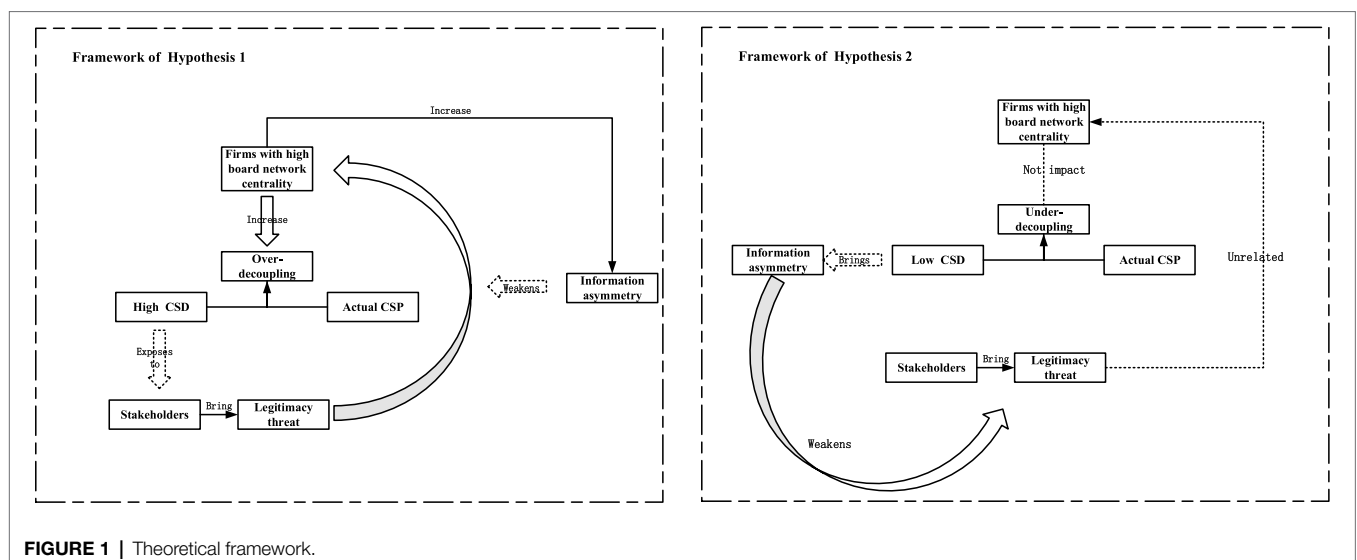 Framework of Hypothesis 1
Increase
Firms with high
board network
centrality
Increase
Over-
decoupling
Weakens
Information
asymmetry
High CSD
Actual CSP
Exposes
to
Stakeholders
Bring
Legitimacy
threat
Framework of Hypothesis 2
Firms with high
board network
centrality
Not impact
Under-
decoupling
Information
asymmetry
Brings
Low CSD
Actual CSP
Unrelated
Stakeholders
Bring
Legitimacy
threat
Weakens
FIGURE 1 | Theoretical framework.